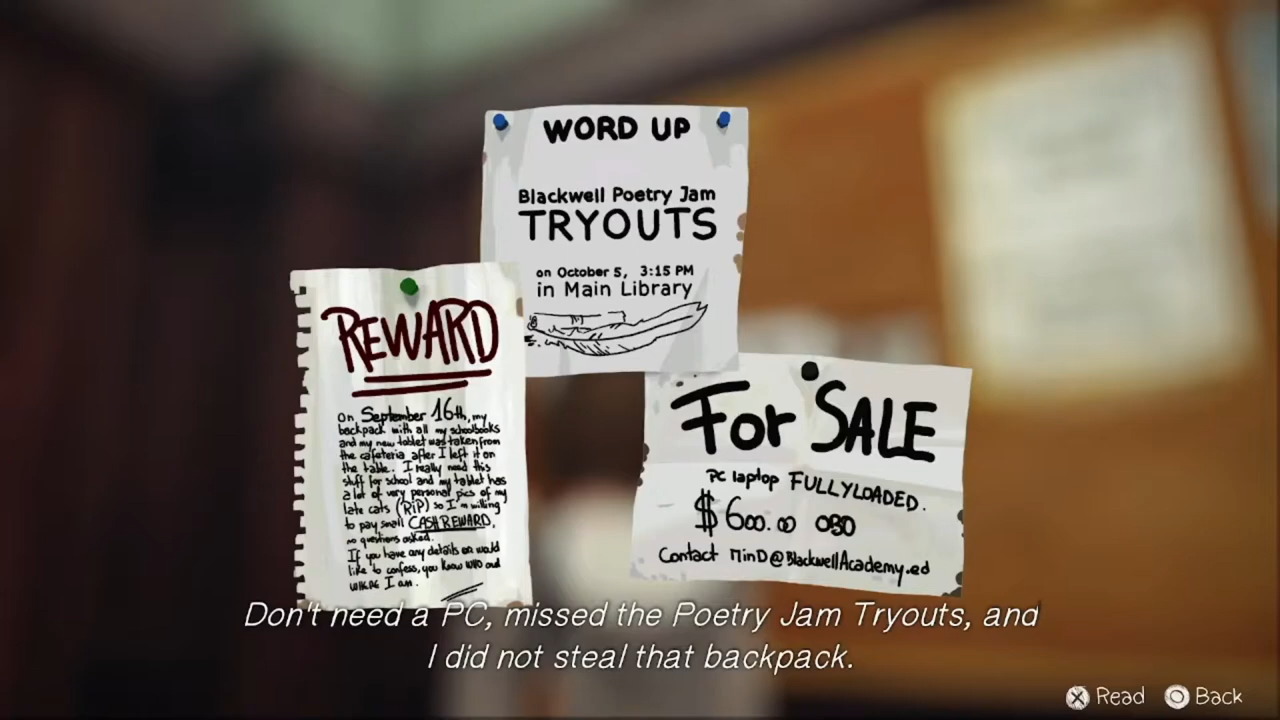 WORD UP
Blackwell Poetry Jam
TRYOUTS
on October 5, 3:15 PM
in Main Library
REWARD
On September 16th, my
backpack with all my schoolbooks
and my new tablet was taken from
the cafeteria after I left it on
the table. I really need this
stuff for school and my tablet has
a lot of very personal pics of my
late cats (RiP) so I'm willing
to pay small CASH REWARD,
no questions asked.
If you have any details or would
like to confess, you know WHO and
WHERE I am.
For SALE
PC laptop FULLYLOADED.
$600.00 OBO
Contact MinD@BlackwellAcademy.ed
Don't need a PC, missed the Poetry Jam Tryouts, and
I did not steal that backpack.
Read Back